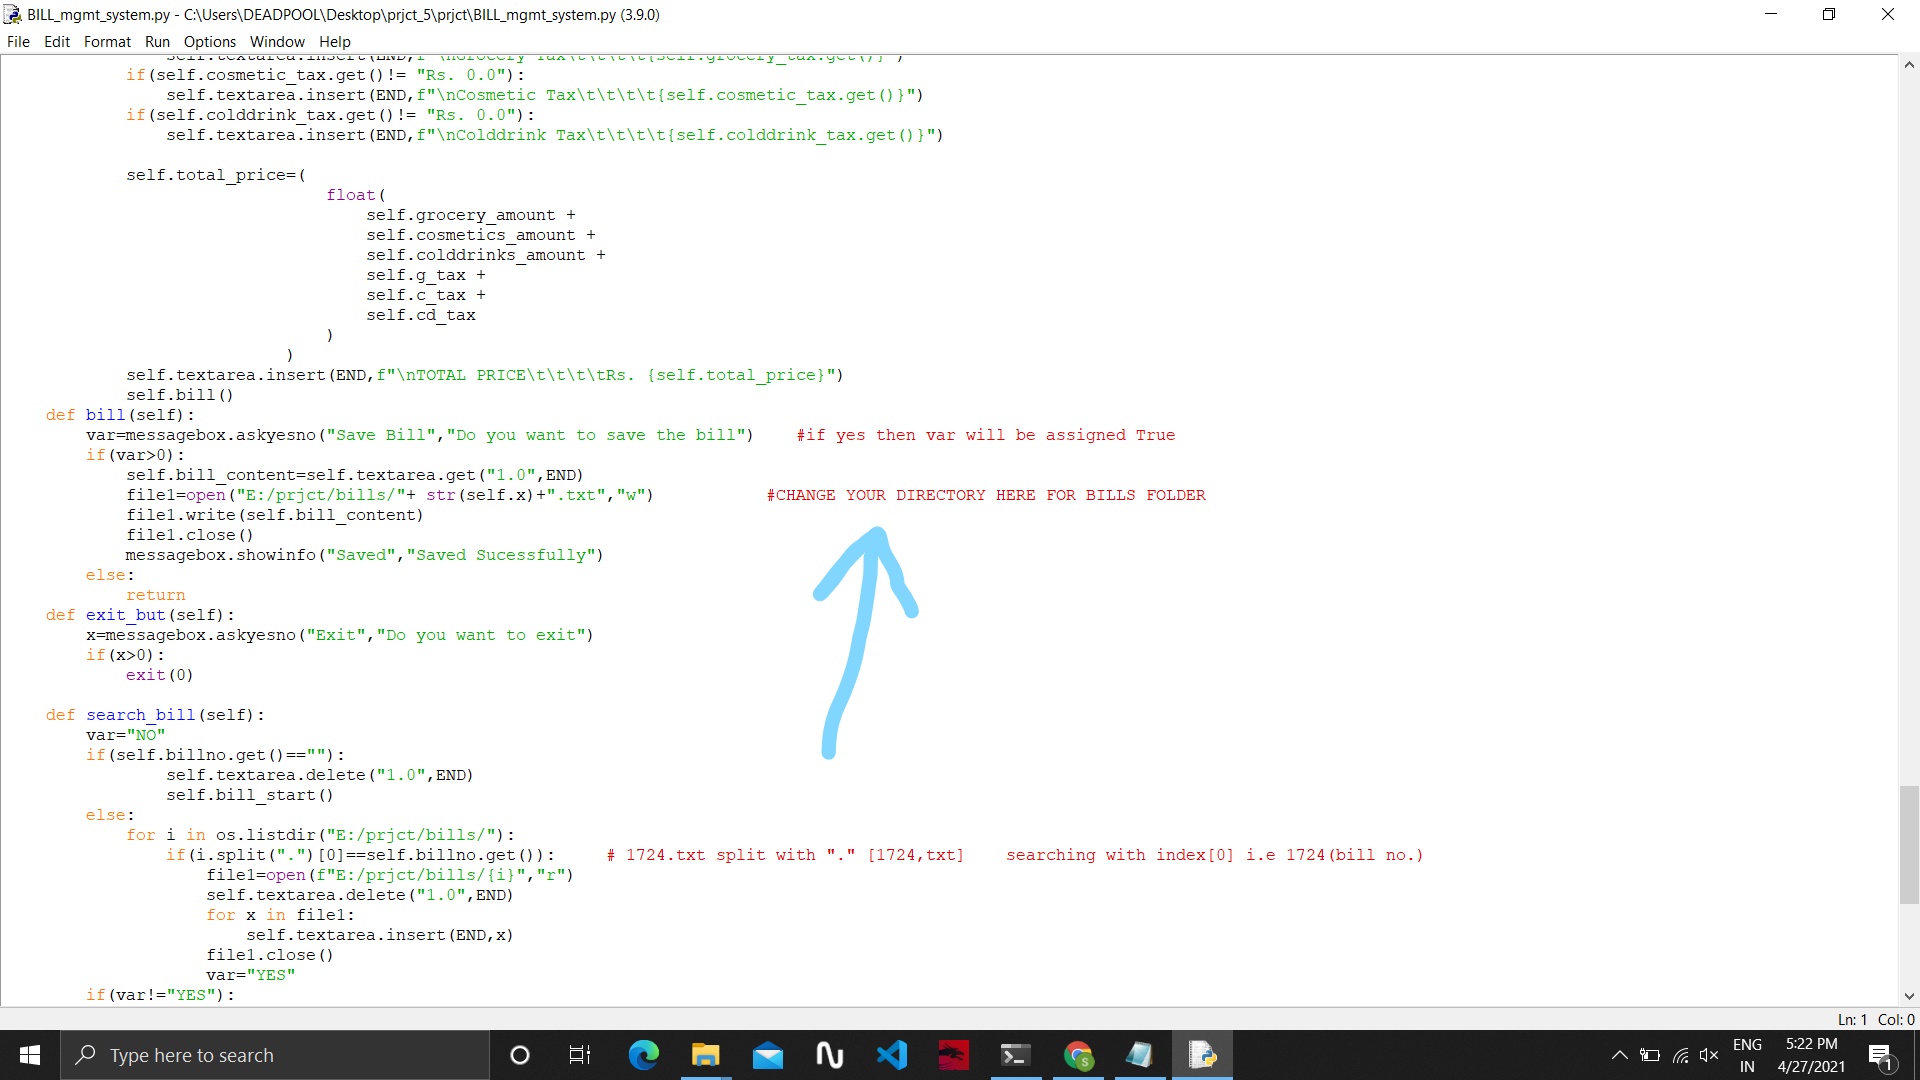 BILL_mgmt_system.py - C:\Users\DEADPOOL\Desktop\prjct_5\prjct\BILL_mgmt_system.py (3.9.0)
File Edit Format Run Options Window Help
self.textarea.insert(END,f"\nGrocery Tax\t\t\t\t{self.grocery_tax.get()}")
if(self.cosmetic_tax.get()!= "Rs. 0.0"):
self.textarea.insert(END,f"\nCosmetic Tax\t\t\t\t{self.cosmetic_tax.get()}")
if(self.colddrink_tax.get()!= "Rs. 0.0"):
self.textarea.insert(END,f"\nColddrink Tax\t\t\t\t{self.colddrink_tax.get()}")
self.total_price=(
float(
self.grocery_amount +
self.cosmetics_amount +
self.colddrinks_amount +
self.g_tax +
self.c_tax +
self.cd_tax
)
)
self.textarea.insert(END,f"\nTOTAL PRICE\t\t\t\tRs. {self.total_price}")
self.bill()
def bill(self):
var=messagebox.askyesno("Save Bill","Do you want to save the bill") #if yes then var will be assigned True
if(var>0):
self.bill_content=self.textarea.get("1.0",END)
file1=open("E:/prjct/bills/"+ str(self.x)+".txt","w") #CHANGE YOUR DIRECTORY HERE FOR BILLS FOLDER
file1.write(self.bill_content)
file1.close()
messagebox.showinfo("Saved","Saved Sucessfully")
else:
return
def exit_but(self):
x=messagebox.askyesno("Exit","Do you want to exit")
if(x>0):
exit(0)
def search_bill(self):
var="NO"
if(self.billno.get()==""):
self.textarea.delete("1.0",END)
self.bill_start()
else:
for i in os.listdir("E:/prjct/bills/"):
if(i.split(".")[0]==self.billno.get()): # 1724.txt split with "." [1724,txt] searching with index[0] i.e 1724(bill no.)
file1=open(f"E:/prjct/bills/{i}","r")
self.textarea.delete("1.0",END)
for x in file1:
self.textarea.insert(END,x)
file1.close()
var="YES"
if(var!="YES"):
Ln: 1 Col: 0
Type here to search
ENG
IN
5:22 PM
4/27/2021
1